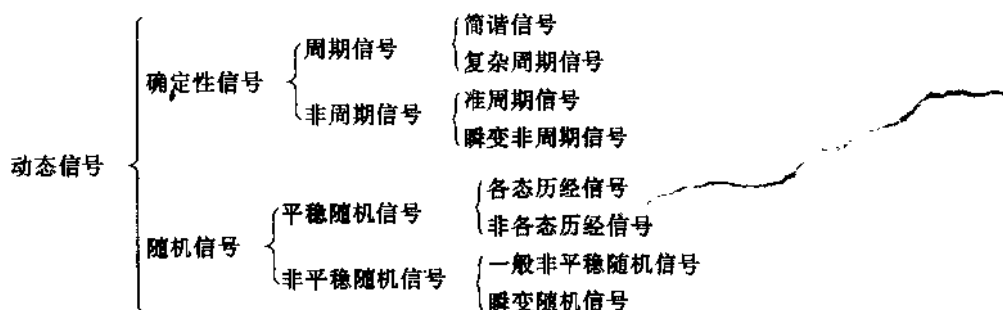 简谐信号
周期信号
复杂周期信号
确定性信号
准周期信号
非周期信号
瞬变非周期信号
动态信号
各态历经信号
平稳随机信号
非各态历经信号
随机信号
一般非平稳随机信号
非平稳随机信号
瞬变随机信号